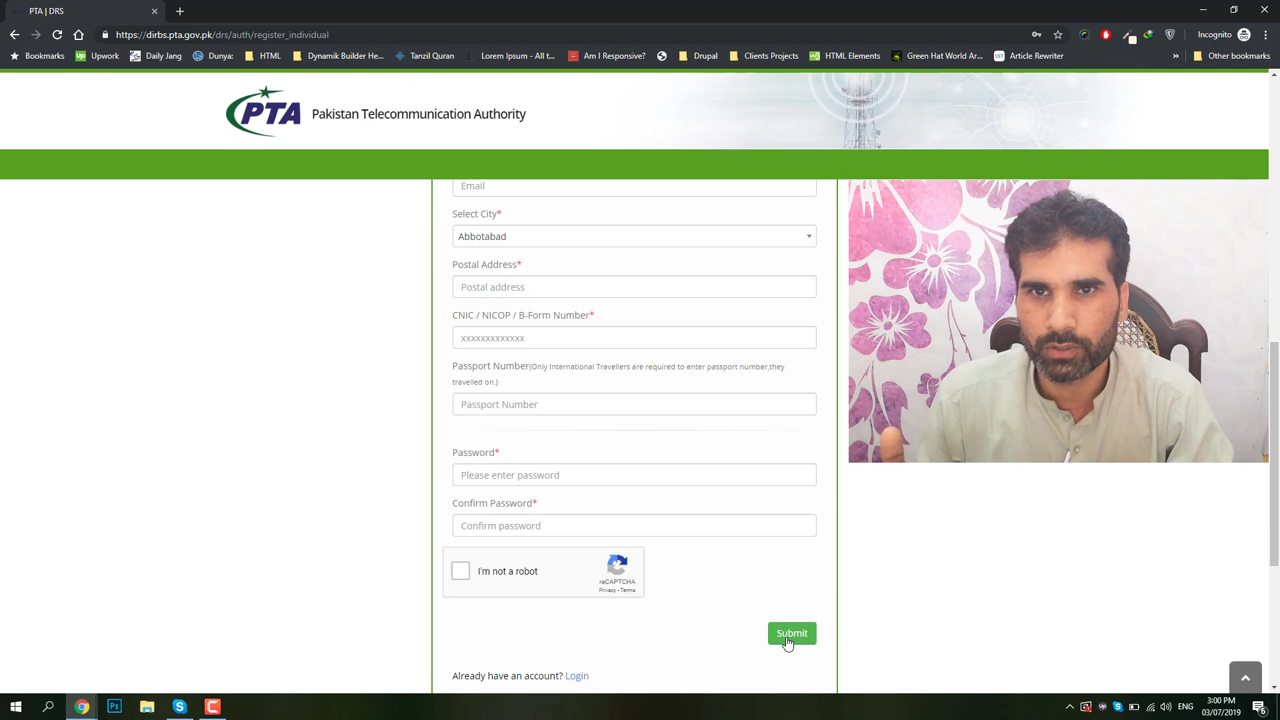 PTA | DRS
https://dirbs.pta.gov.pk/drs/auth/register_individual
Incognito
Bookmarks
Upwork
Daily Jang
Dunya:
HTML
Dynamik Builder He...
Tanzil Quran
Lorem Ipsum - All t...
Am I Responsive?
Drupal
Clients Projects
HTML Elements
Green Hat World Ar...
Article Rewriter
Other bookmarks
PTA
Pakistan Telecommunication Authority
Email
Select City*
Abbotabad
Postal Address*
Postal address
CNIC / NICOP / B-Form Number*
xxxxxxxxxxxxx
Passport Number(Only International Travellers are required to enter passport number,they
travelled on.)
Passport Number
Password*
Please enter password
Confirm Password*
Confirm password
I'm not a robot
reCAPTCHA
Privacy - Terms
Submit
Already have an account? Login
ENG
3:00 PM
03/07/2019
6